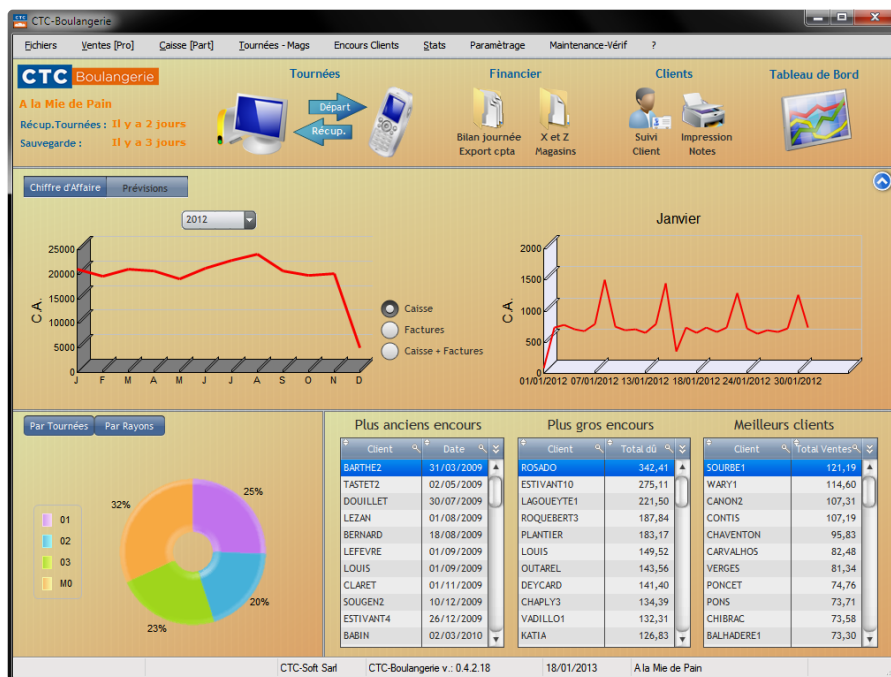 CTC-Boulangerie
Fichiers Ventes [Pro] Caisse [Part] Tournées - Mags Encours Clients Stats Paramètrage Maintenance-Vérif ?
CTC Boulangerie
A la Mie de Pain
Récup.Tournées : Il y a 2 jours
Sauvegarde : Il y a 3 jours
Tournées
Départ
Récup.
Financier
Bilan journée
Export cpta
X et Z
Magasins
Clients
Suivi
Client
Impression
Notes
Tableau de Bord
Chiffre d'Affaire Prévisions
2012
C.A.
25000
20000
15000
10000
5000
0
J F M A M J J A S O N D
Caisse
Factures
Caisse + Factures
Janvier
C.A.
2000
1500
1000
500
0
01/01/2012 07/01/2012 13/01/2012 18/01/2012 24/01/2012 30/01/2012
Par Tournées Par Rayons
01
02
03
M0
32%
25%
20%
23%
Plus anciens encours
Client Date
BARTHE2 31/03/2009
TASTET2 02/05/2009
DOUILLET 30/07/2009
LEZAN 01/08/2009
BERNARD 18/08/2009
LEFEVRE 01/09/2009
LOUIS 01/09/2009
CLARET 01/11/2009
SOUGEN2 10/12/2009
ESTIVANT4 26/12/2009
BABIN 02/03/2010
Plus gros encours
Client Total dû
ROSADO 342,41
ESTIVANT10 275,11
LAGOUEYTE1 221,50
ROQUEBERT3 187,84
PLANTIER 183,17
LOUIS 149,52
OUTAREL 143,56
DEYCARD 141,40
CHAPLY3 134,39
VADILLO1 132,31
KATIA 126,83
Meilleurs clients
Client Total Ventes
SOURBE1 121,19
WARY1 114,60
CANON2 107,31
CONTIS 107,19
CHAVENTON 95,83
CARVALHOS 82,48
VERGES 81,34
PONCET 74,76
PONS 73,71
CHIBRAC 73,58
BALHADERE1 73,30
CTC-Soft Sarl CTC-Boulangerie v.: 0.4.2.18 18/01/2013 A la Mie de Pain